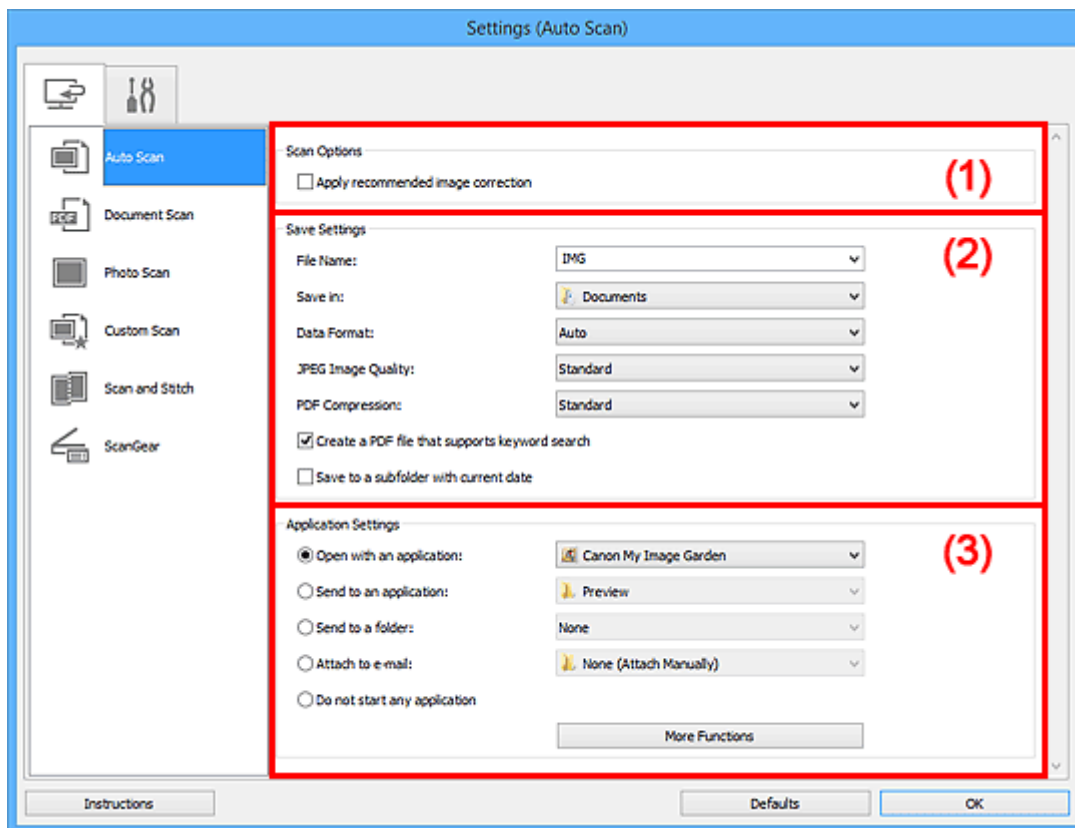 Settings (Auto Scan)
Auto Scan
Document Scan
PDF
Photo Scan
Custom Scan
Scan and Stitch
ScanGear
Scan Options
(1)
Apply recommended image correction
Save Settings
(2)
File Name: IMG
Save in: Documents
Data Format: Auto
JPEG Image Quality: Standard
PDF Compression: Standard
Create a PDF file that supports keyword search
Save to a subfolder with current date
Application Settings
(3)
Open with an application: Canon My Image Garden
Send to an application: Preview
Send to a folder: None
Attach to e-mail: None (Attach Manually)
Do not start any application
More Functions
Instructions Defaults OK